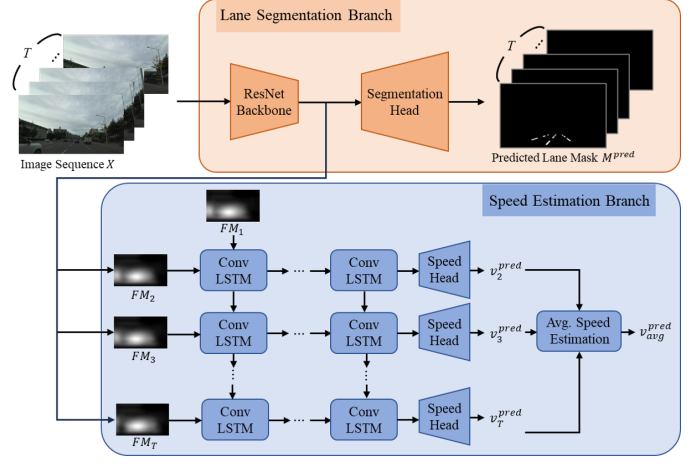 Lane Segmentation Branch
T
Image Sequence X
ResNet
Backbone
Segmentation
Head
T
Predicted Lane Mask M^pred
Speed Estimation Branch
FM_1
FM_2
Conv
LSTM
...
Conv
LSTM
Speed
Head
v_2^pred
FM_3
Conv
LSTM
...
Conv
LSTM
Speed
Head
v_3^pred
Avg. Speed
Estimation
v_avg^pred
FM_T
Conv
LSTM
...
Conv
LSTM
Speed
Head
v_T^pred